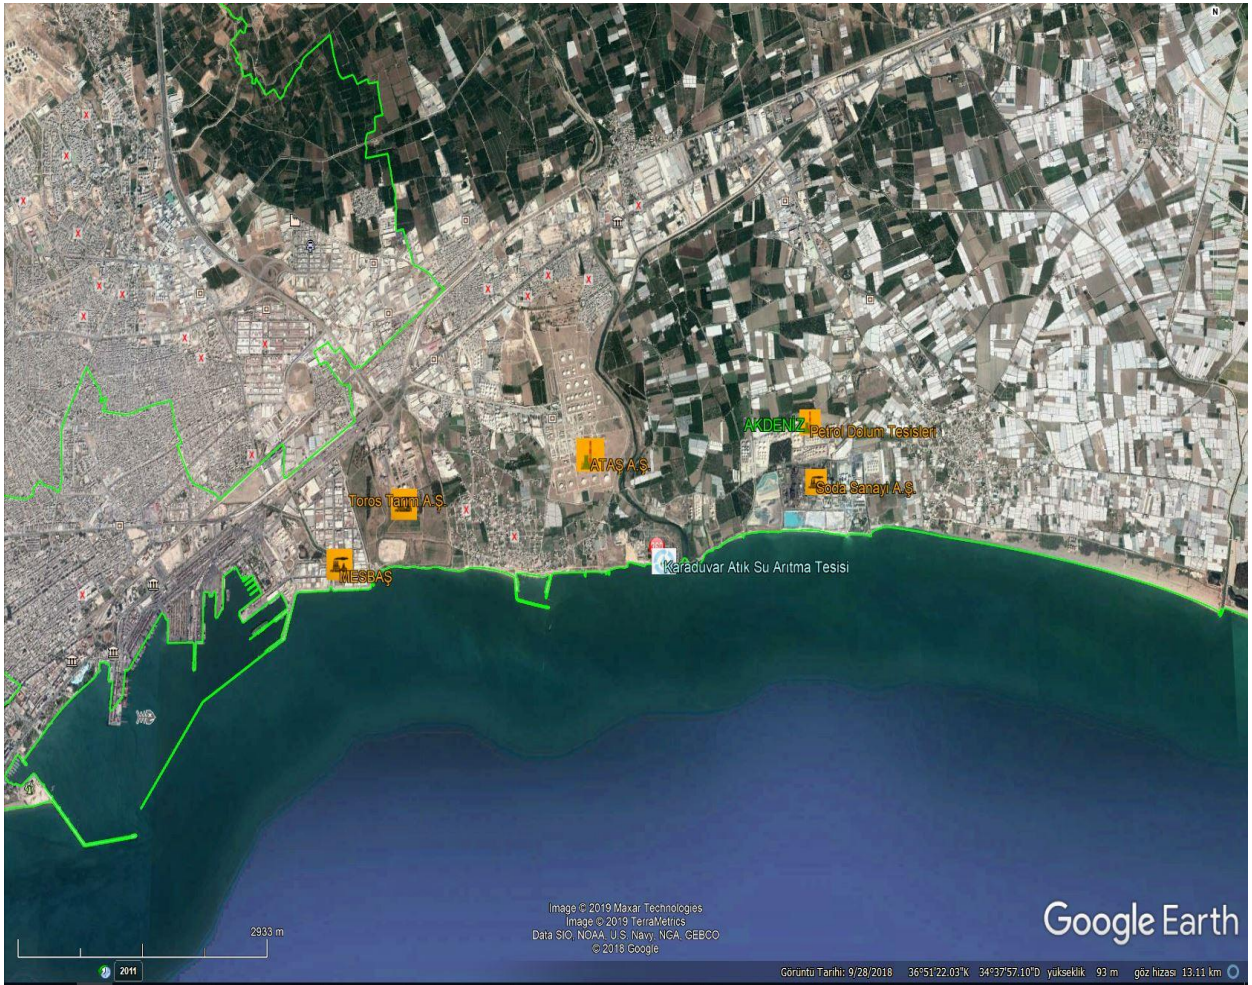 N
AKDENİZ
Petrol Dolum Tesisleri
ATAŞ A.Ş.
Soda Sanayi A.Ş.
Toros Tarım A.Ş.
MESBAŞ
Karaduvar Atık Su Arıtma Tesisi
Image © 2019 Maxar Technologies
Image © 2019 TerraMetrics
Data SIO, NOAA, U.S. Navy, NGA, GEBCO
© 2018 Google
Google Earth
2933 m
2011
Görüntü Tarihi: 9/28/2018 36°51'22.03"K 34°37'57.10"D yükseklik 93 m göz hizası 13.11 km